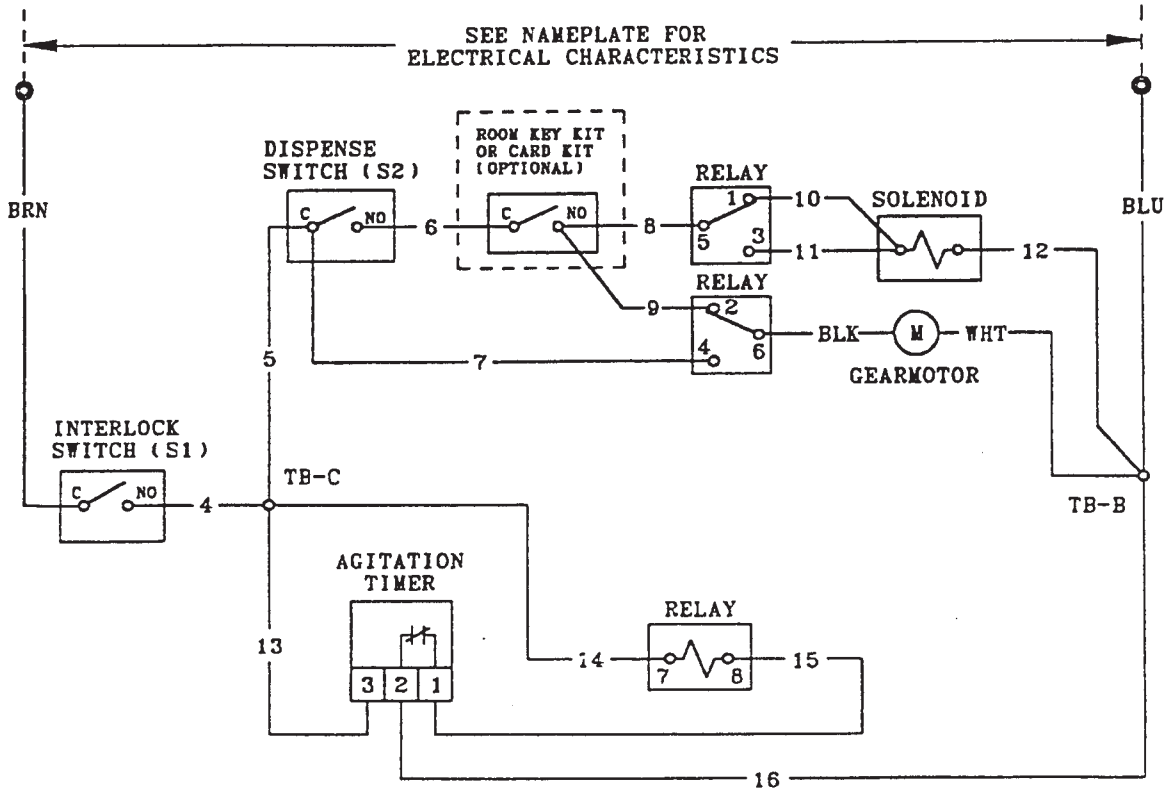 SEE NAMEPLATE FOR
ELECTRICAL CHARACTERISTICS
BRN
BLU
DISPENSE
SWITCH (S2)
C
NO
6
ROOM KEY KIT
OR CARD KIT
(OPTIONAL)
C
NO
8
9
RELAY
1
5
3
10
11
SOLENOID
12
RELAY
2
4
6
BLK
M
WHT
GEARMOTOR
5
7
INTERLOCK
SWITCH (S1)
C
NO
4
TB-C
TB-B
AGITATION
TIMER
3
2
1
13
14
RELAY
7
8
15
16